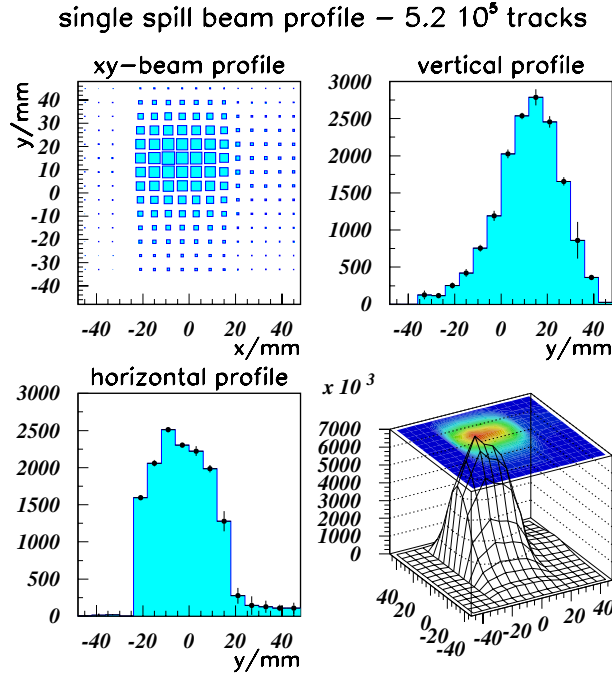 single spill beam profile – 5.2 10⁵ tracks
xy–beam profile
y/mm
40
30
20
10
0
-10
-20
-30
-40
-40 -20 0 20 40
x/mm
vertical profile
3000
2500
2000
1500
1000
500
0
-40 -20 0 20 40
y/mm
horizontal profile
3000
2500
2000
1500
1000
500
0
-40 -20 0 20 40
y/mm
x 10³
7000
6000
5000
4000
3000
2000
1000
0
40 20 0 -20 -40
-40 -20 0 20 40